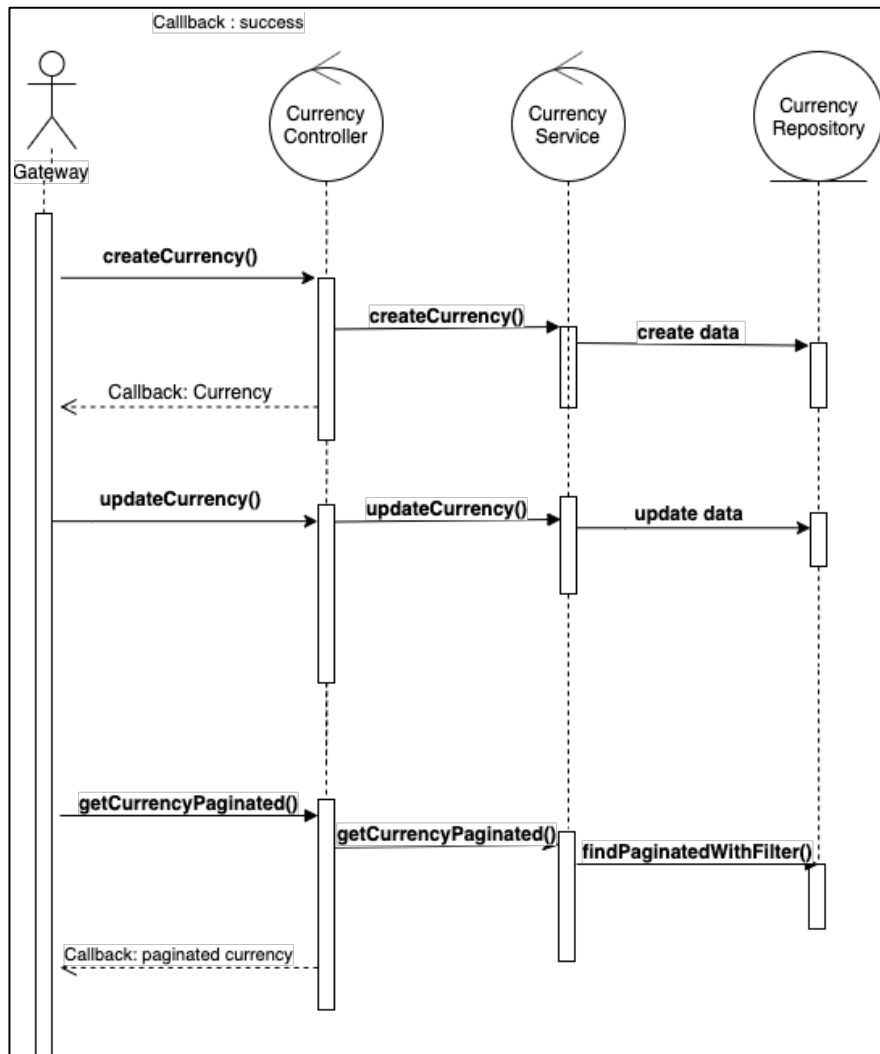 Calllback : success
Gateway
Currency
Controller
Currency
Service
Currency
Repository
createCurrency()
createCurrency()
create data
Callback: Currency
updateCurrency()
updateCurrency()
update data
getCurrencyPaginated()
getCurrencyPaginated()
findPaginatedWithFilter()
Callback: paginated currency